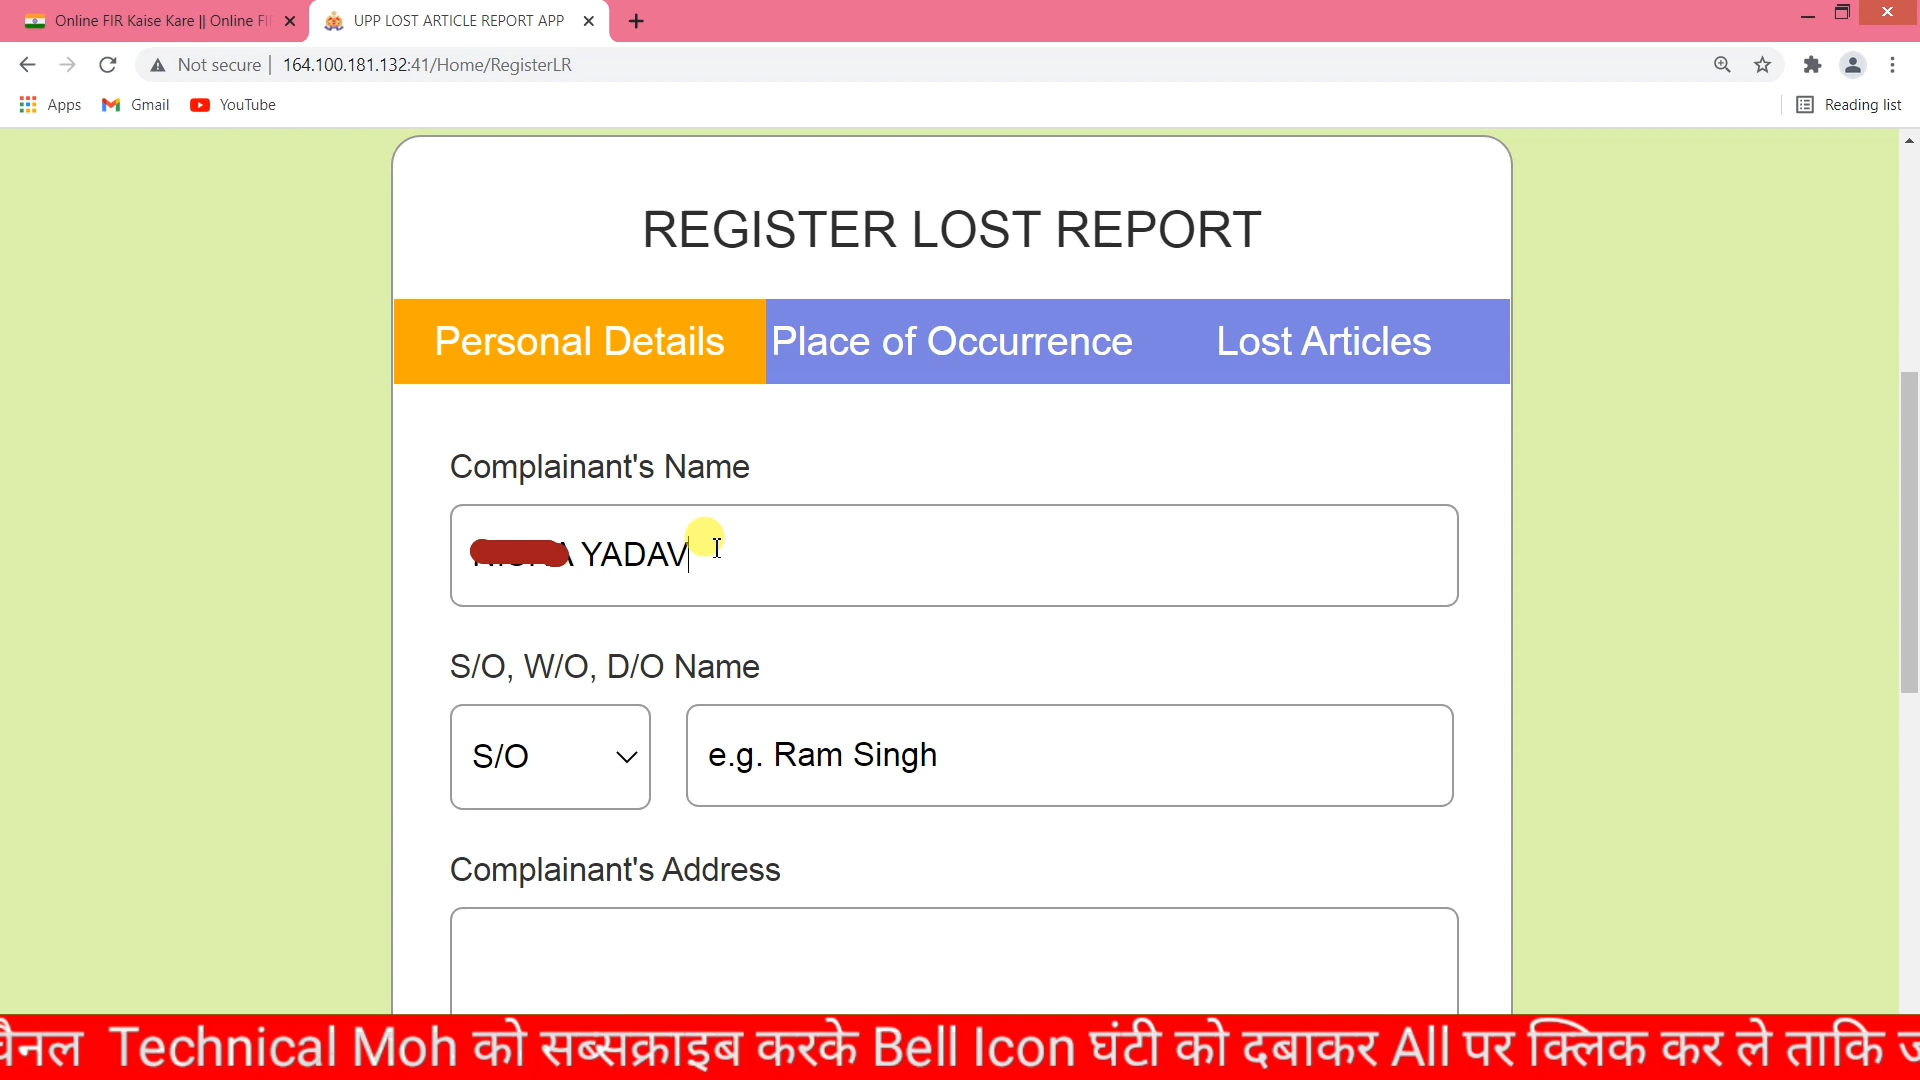 Online FIR Kaise Kare || Online FI
UPP LOST ARTICLE REPORT APP
Not secure | 164.100.181.132:41/Home/RegisterLR
Apps Gmail YouTube Reading list
REGISTER LOST REPORT
Personal Details Place of Occurrence Lost Articles
Complainant's Name
YADAV
S/O, W/O, D/O Name
S/O e.g. Ram Singh
Complainant's Address
Technical Moh को सब्सक्राइब करके Bell Icon घंटी को दबाकर All पर क्लिक कर ले ताकि